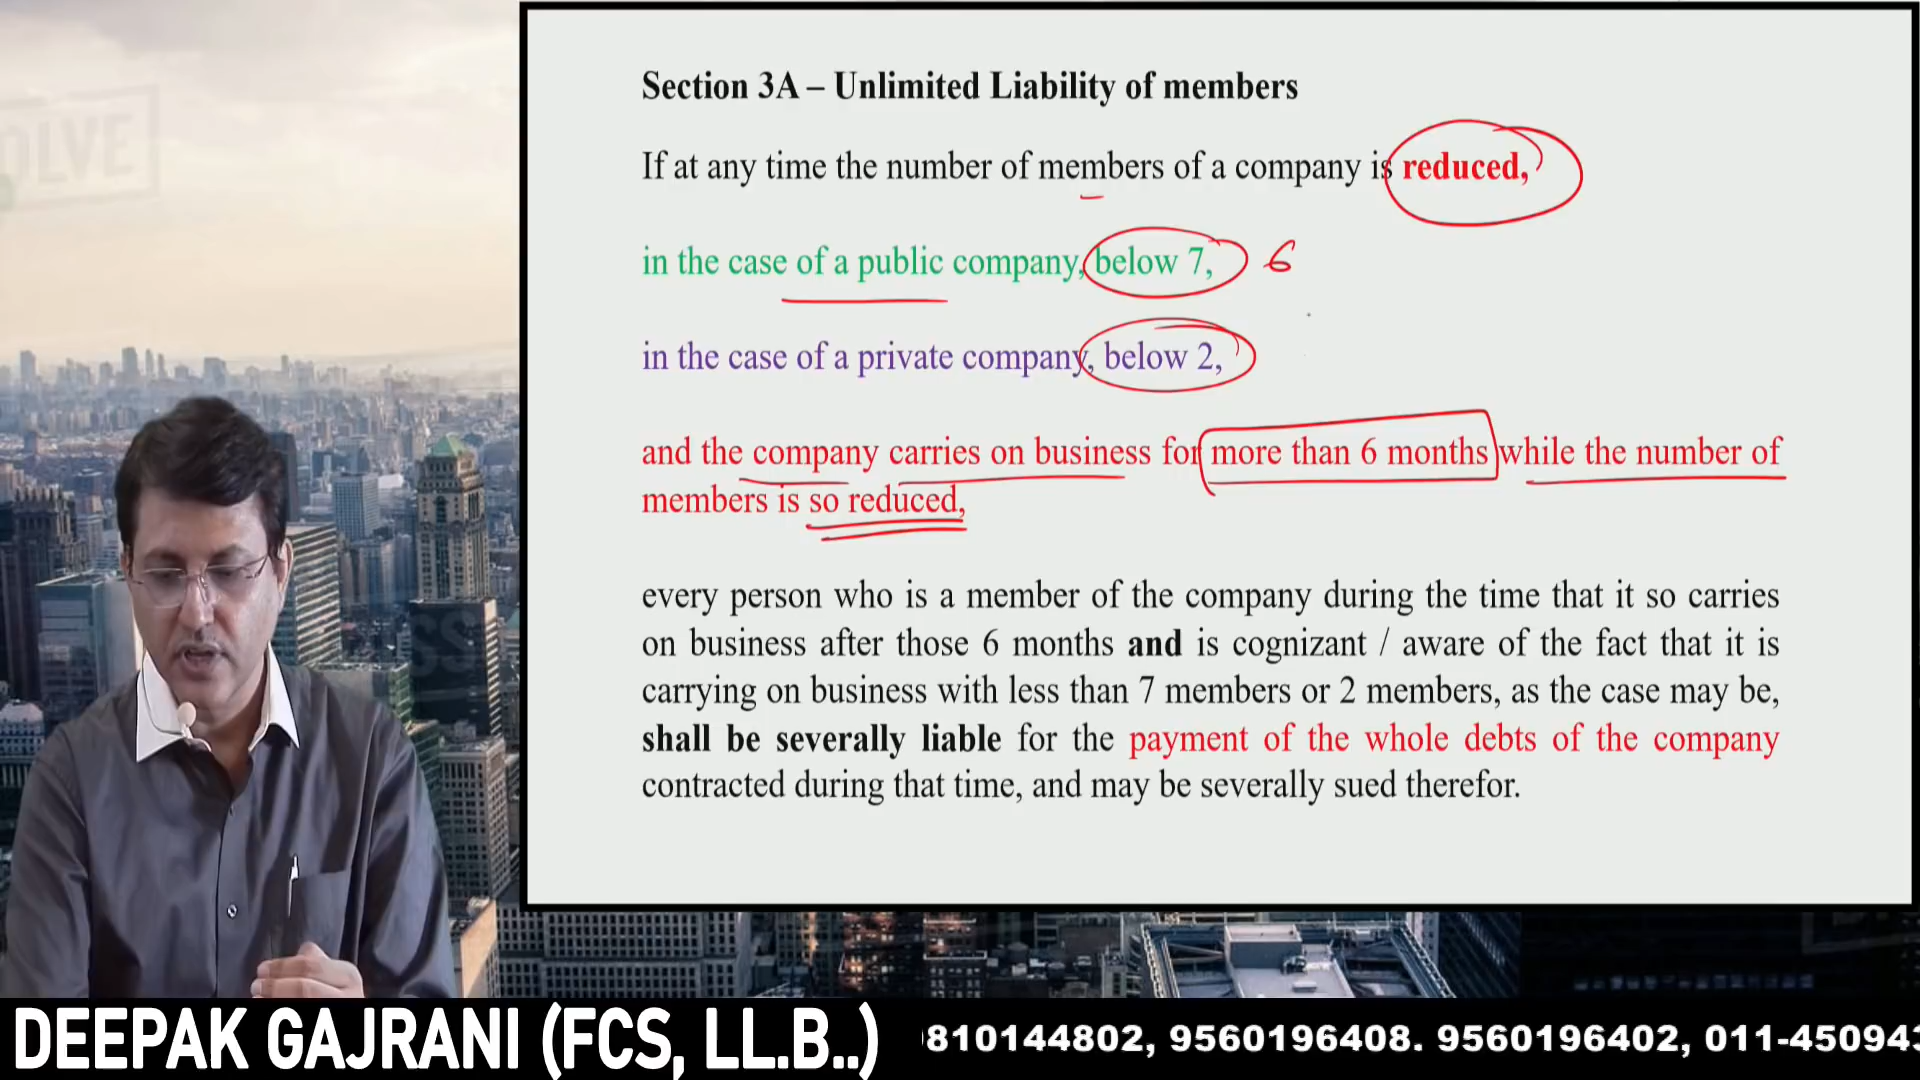 Section 3A – Unlimited Liability of members
If at any time the number of members of a company is reduced,
in the case of a public company, below 7, 6
in the case of a private company, below 2,
and the company carries on business for more than 6 months while the number of
members is so reduced,
every person who is a member of the company during the time that it so carries
on business after those 6 months and is cognizant / aware of the fact that it is
carrying on business with less than 7 members or 2 members, as the case may be,
shall be severally liable for the payment of the whole debts of the company
contracted during that time, and may be severally sued therefor.
DEEPAK GAJRANI (FCS, LL.B..)
9810144802, 9560196408. 9560196402, 011-45094